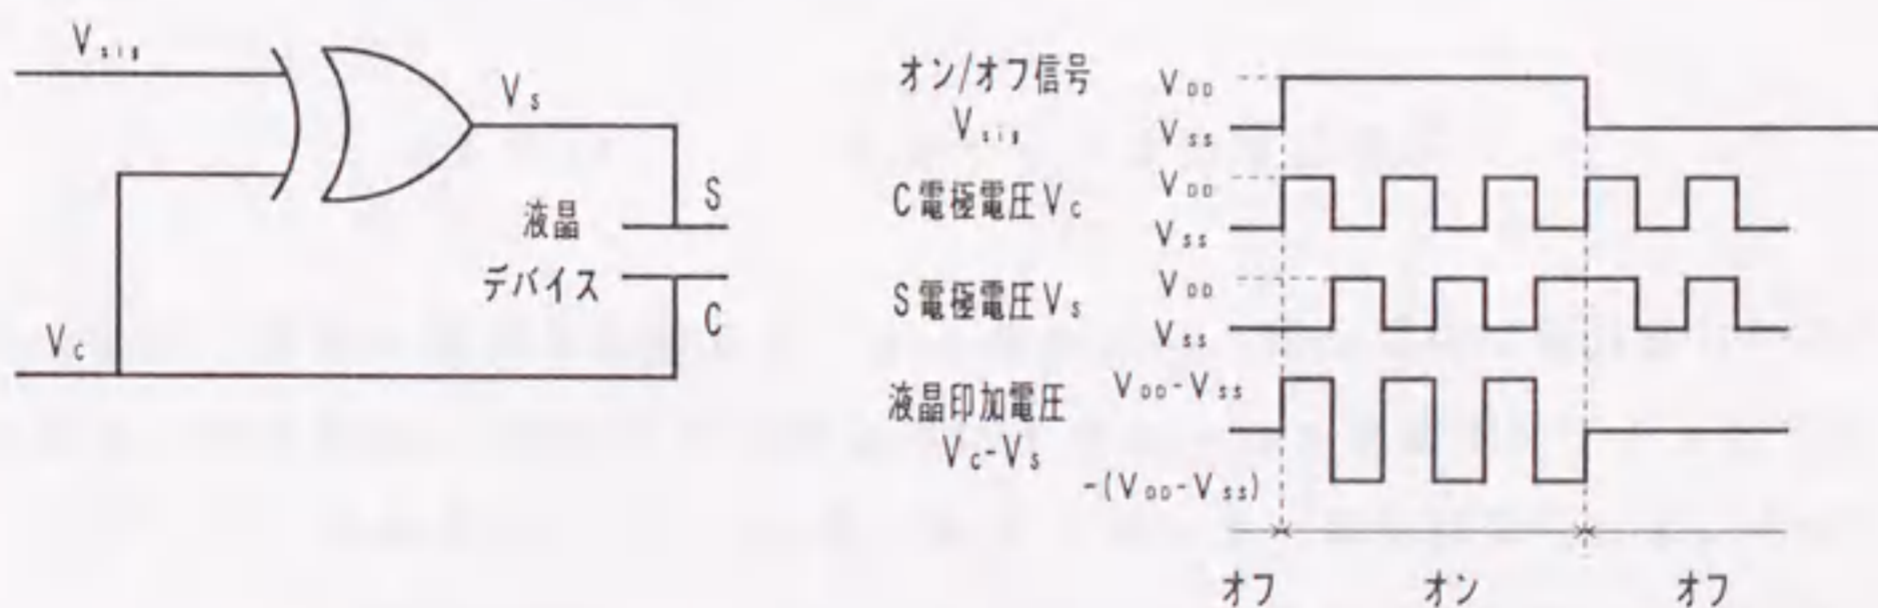 Vsig
Vs
S
液晶
デバイス
C
Vc
オン/オフ信号
Vsig
VDD
VSS
C電極電圧Vc
VDD
VSS
S電極電圧Vs
VDD
VSS
液晶印加電圧
Vc-Vs
VDD-VSS
-(VDD-VSS)
オフ
オン
オフ